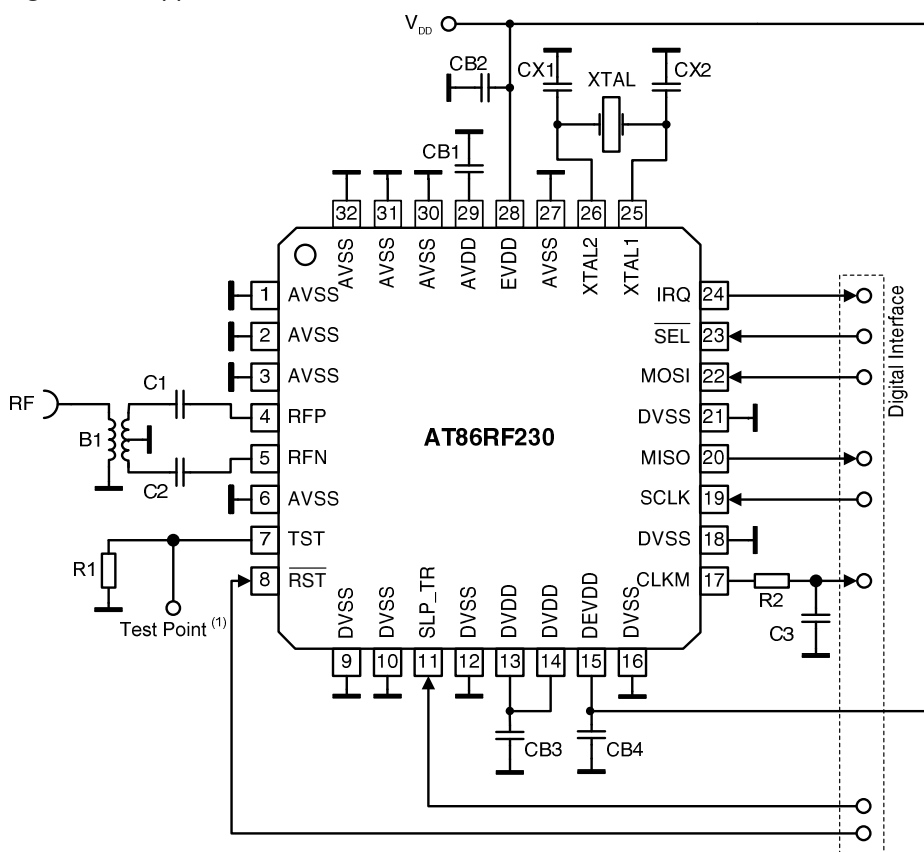 V_DD
CB2
CX1
XTAL
CX2
CB1
32
31
30
29
28
27
26
25
AVSS
AVSS
AVSS
AVDD
EVDD
AVSS
XTAL2
XTAL1
1 AVSS
2 AVSS
3 AVSS
4 RFP
5 RFN
6 AVSS
7 TST
8 RST
RF
C1
B1
C2
R1
Test Point (1)
AT86RF230
IRQ 24
SEL 23
MOSI 22
DVSS 21
MISO 20
SCLK 19
DVSS 18
CLKM 17
R2
C3
Digital Interface
DVSS
DVSS
SLP_TR
DVSS
DVDD
DVDD
DEVDD
DVSS
9
10
11
12
13
14
15
16
CB3
CB4